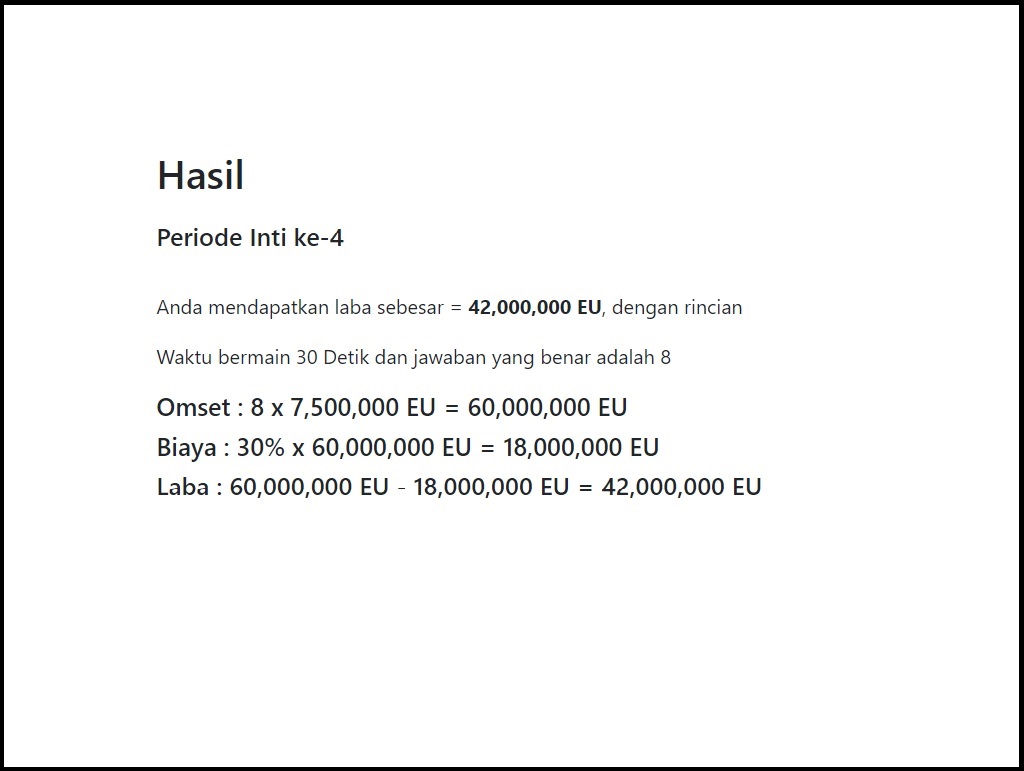 Hasil
Periode Inti ke-4
Anda mendapatkan laba sebesar = 42,000,000 EU, dengan rincian
Waktu bermain 30 Detik dan jawaban yang benar adalah 8
Omset : 8 x 7,500,000 EU = 60,000,000 EU
Biaya : 30% x 60,000,000 EU = 18,000,000 EU
Laba : 60,000,000 EU - 18,000,000 EU = 42,000,000 EU